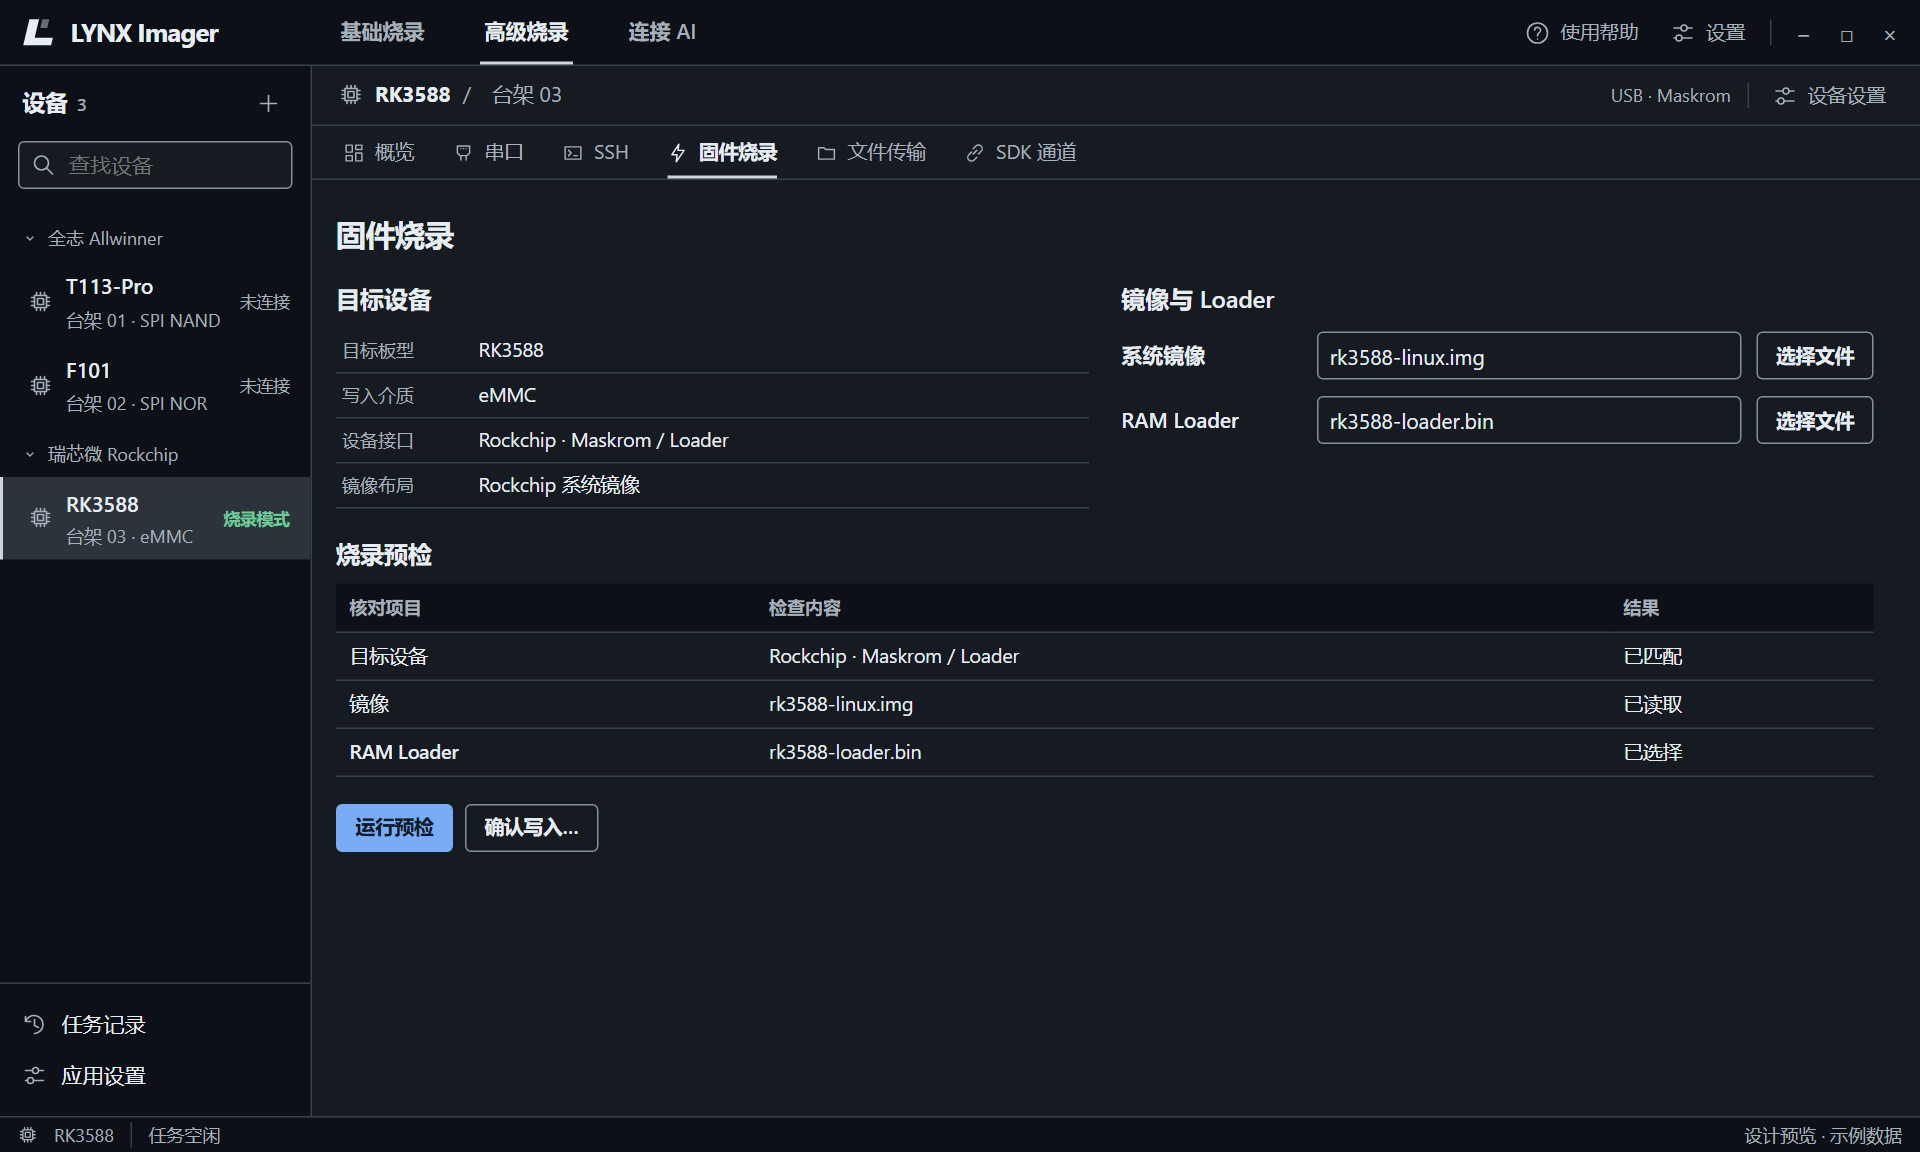 LYNX Imager
基础烧录
高级烧录
连接 AI
使用帮助
设置
设备 3
查找设备
全志 Allwinner
T113-Pro
台架 01 · SPI NAND
未连接
F101
台架 02 · SPI NOR
未连接
瑞芯微 Rockchip
RK3588
台架 03 · eMMC
烧录模式
任务记录
应用设置
RK3588 / 台架 03
USB · Maskrom
设备设置
概览
串口
SSH
固件烧录
文件传输
SDK 通道
固件烧录
目标设备
目标板型 RK3588
写入介质 eMMC
设备接口 Rockchip · Maskrom / Loader
镜像布局 Rockchip 系统镜像
镜像与 Loader
系统镜像 rk3588-linux.img 选择文件
RAM Loader rk3588-loader.bin 选择文件
烧录预检
核对项目 检查内容 结果
目标设备 Rockchip · Maskrom / Loader 已匹配
镜像 rk3588-linux.img 已读取
RAM Loader rk3588-loader.bin 已选择
运行预检
确认写入...
RK3588
任务空闲
设计预览 · 示例数据